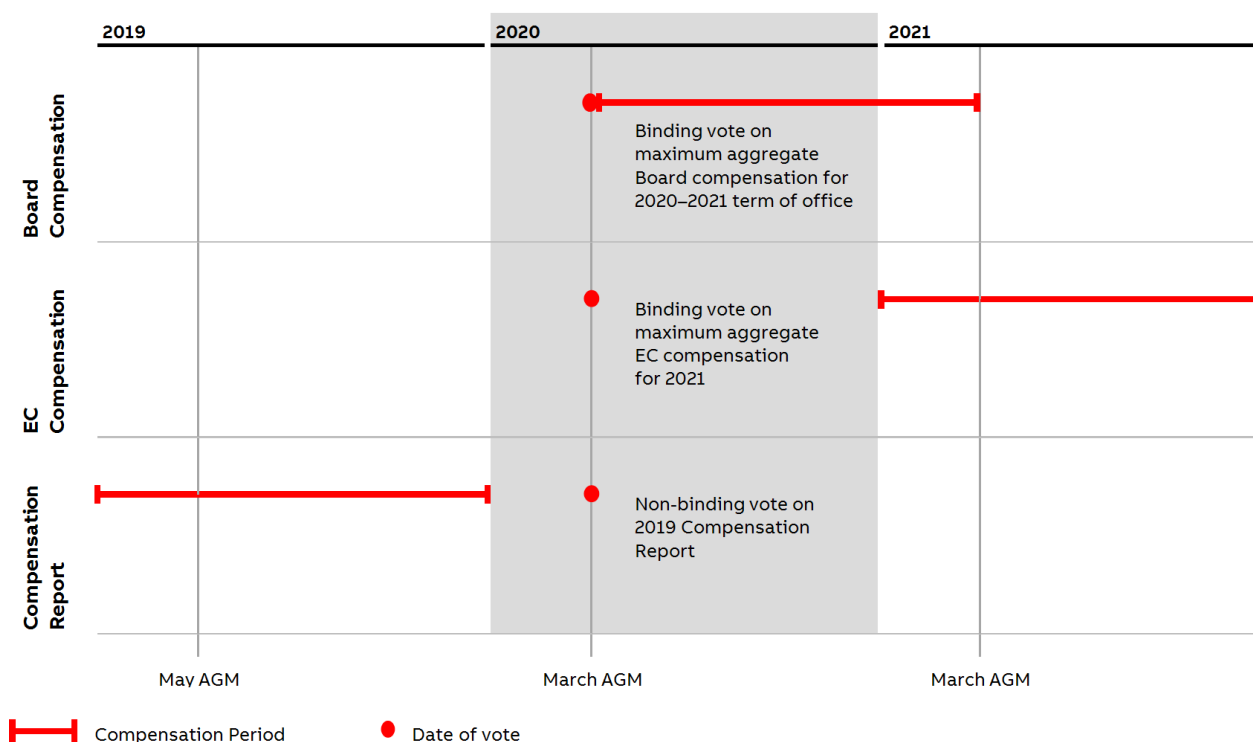 2019
2020
2021
Board
Compensation
Binding vote on
maximum aggregate
Board compensation for
2020–2021 term of office
EC
Compensation
Binding vote on
maximum aggregate
EC compensation
for 2021
Compensation
Report
Non-binding vote on
2019 Compensation
Report
May AGM
March AGM
March AGM
Compensation Period
Date of vote